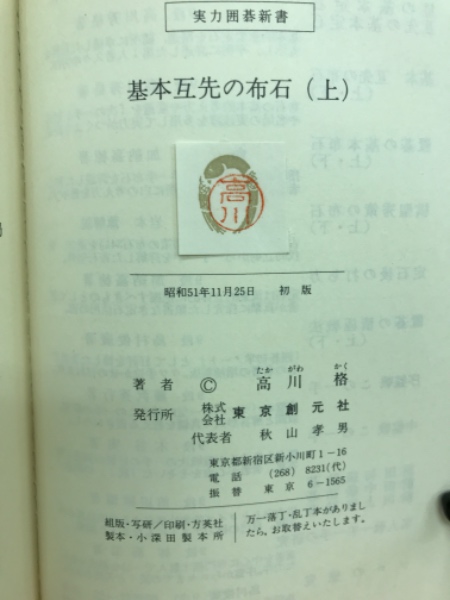 実力囲碁新書
基本互先の布石（上）
高川
昭和51年11月25日 初版
たか がわ かく
著者 © 高川格
発行所 株式会社 東京創元社
代表者 秋山孝男
東京都新宿区新小川町1－16
電話 (268) 8231(代)
振替 東京 6－1565
組版・写研／印刷・方英社
製本・小深田製本所
万一落丁・乱丁本がありまし
たら、お取替えいたします。